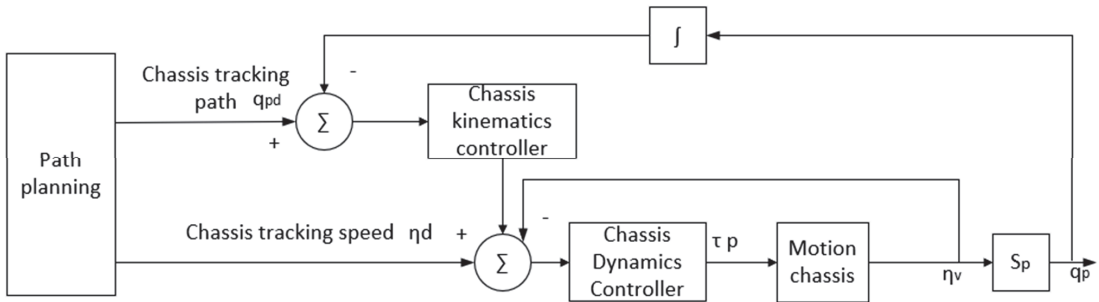 ∫
-
Chassis tracking
path qpd
+
∑
Chassis
kinematics
controller
Path
planning
Chassis tracking speed ηd +
-
∑
Chassis
Dynamics
Controller
τ p
Motion
chassis
ηv
Sp
qp